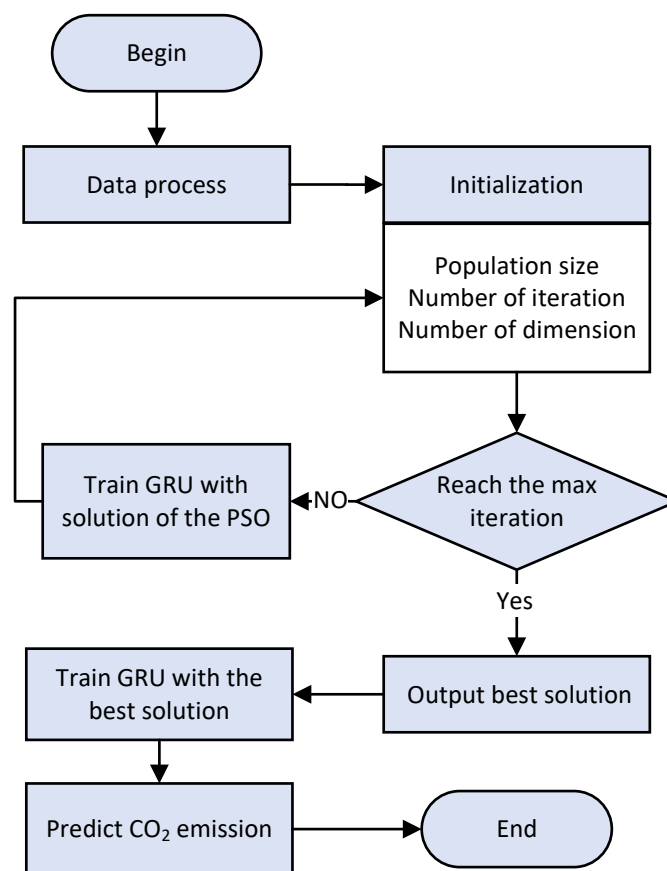 Begin
Data process
Initialization
Population size
Number of iteration
Number of dimension
Train GRU with
solution of the PSO
NO
Reach the max
iteration
Yes
Train GRU with the
best solution
Output best solution
Predict CO₂ emission
End